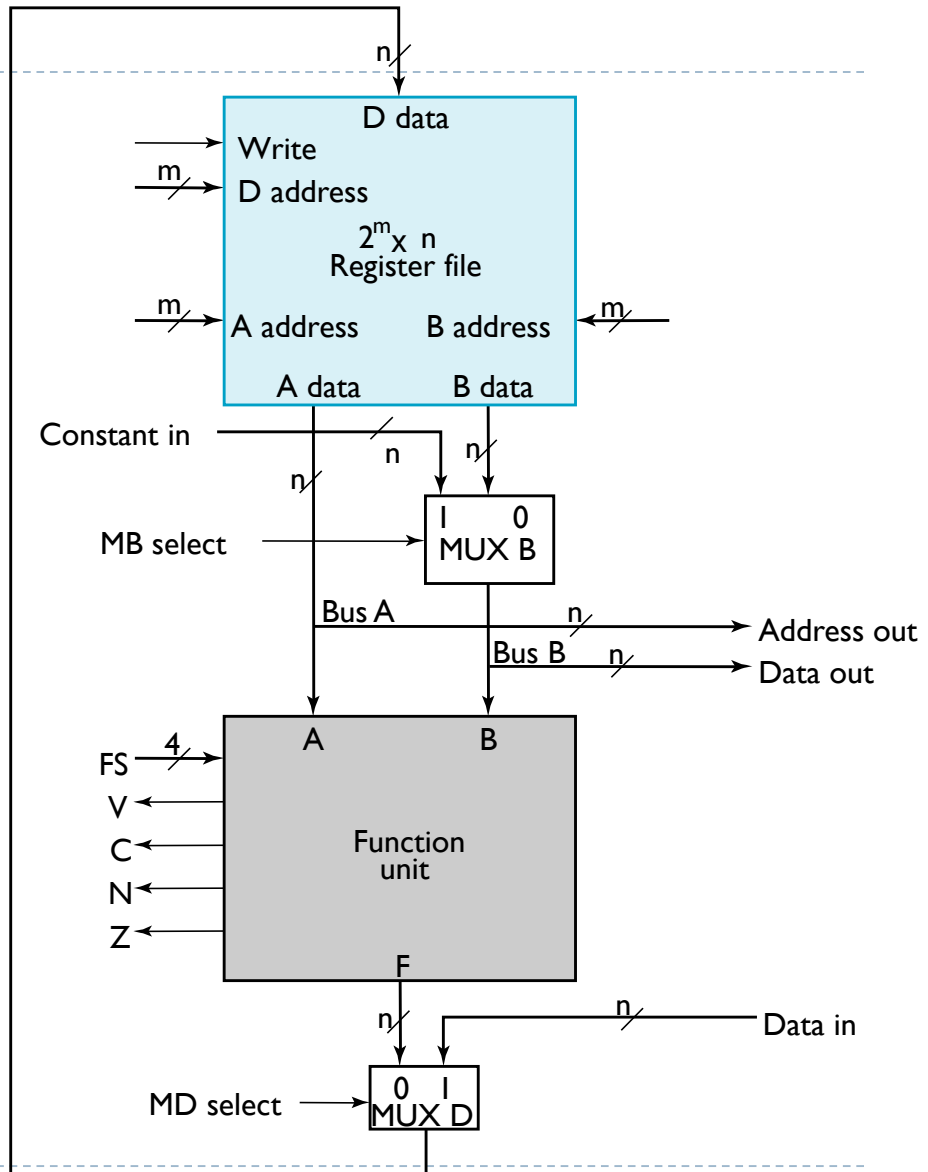 n
D data
Write
m
D address
2^m x n
Register file
m
m
A address
B address
A data
B data
Constant in
n
n
n
1 0
MUX B
MB select
Bus A
n
Address out
Bus B
n
Data out
A
B
4
FS
V
C
N
Z
Function
unit
F
n
n
Data in
0 1
MUX D
MD select